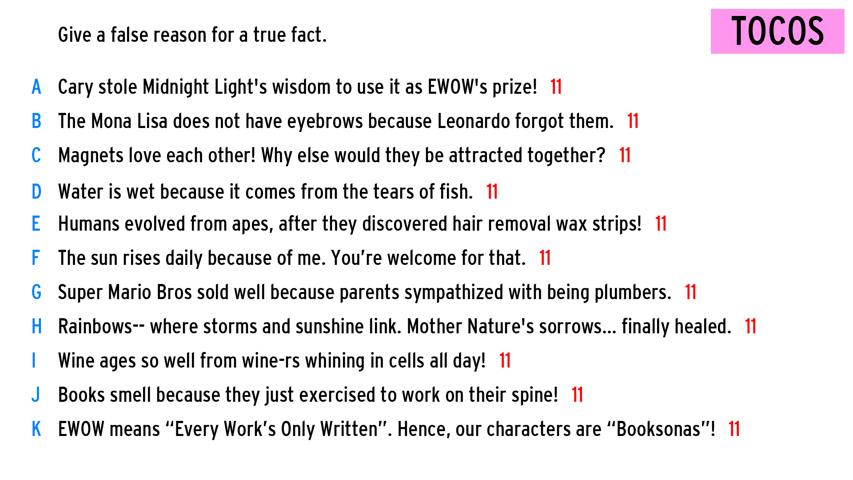 Give a false reason for a true fact.
TOCOS
A Cary stole Midnight Light's wisdom to use it as EWOW's prize! 11
B The Mona Lisa does not have eyebrows because Leonardo forgot them. 11
C Magnets love each other! Why else would they be attracted together? 11
D Water is wet because it comes from the tears of fish. 11
E Humans evolved from apes, after they discovered hair removal wax strips! 11
F The sun rises daily because of me. You’re welcome for that. 11
G Super Mario Bros sold well because parents sympathized with being plumbers. 11
H Rainbows-- where storms and sunshine link. Mother Nature's sorrows... finally healed. 11
I Wine ages so well from wine-rs whining in cells all day! 11
J Books smell because they just exercised to work on their spine! 11
K EWOW means “Every Work’s Only Written”. Hence, our characters are “Booksonas”! 11